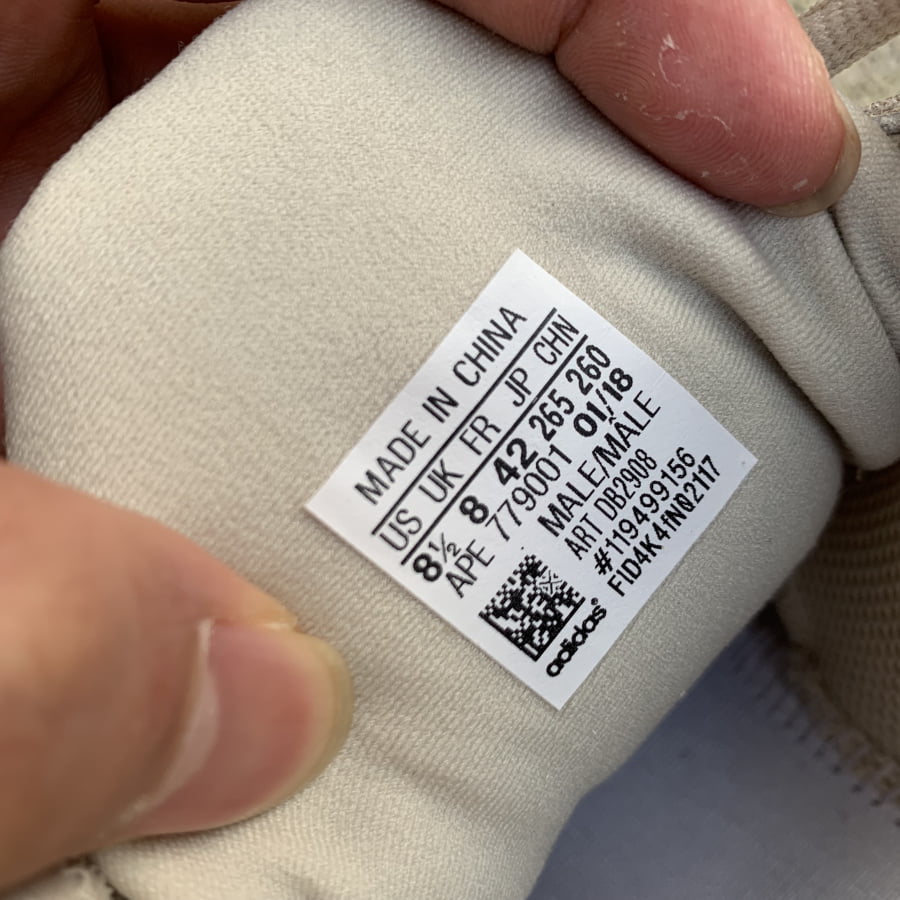 MADE IN CHINA
US UK FR JP CHN
8½ 8 42 265 260
APE 779001 01/18
MALE/MÂLE
ART DB2908
#119499156
FID4K4fNQ2117
adidas®